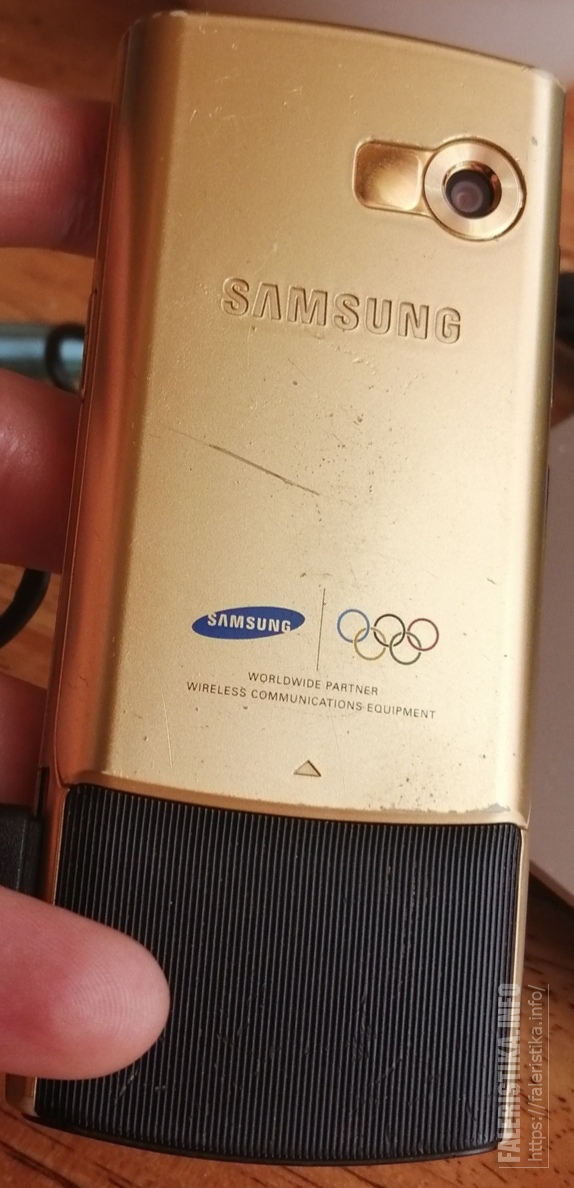 SAMSUNG
SAMSUNG
WORLDWIDE PARTNER
WIRELESS COMMUNICATIONS EQUIPMENT
FALERISTIKA.INFO
https://faleristika.info/